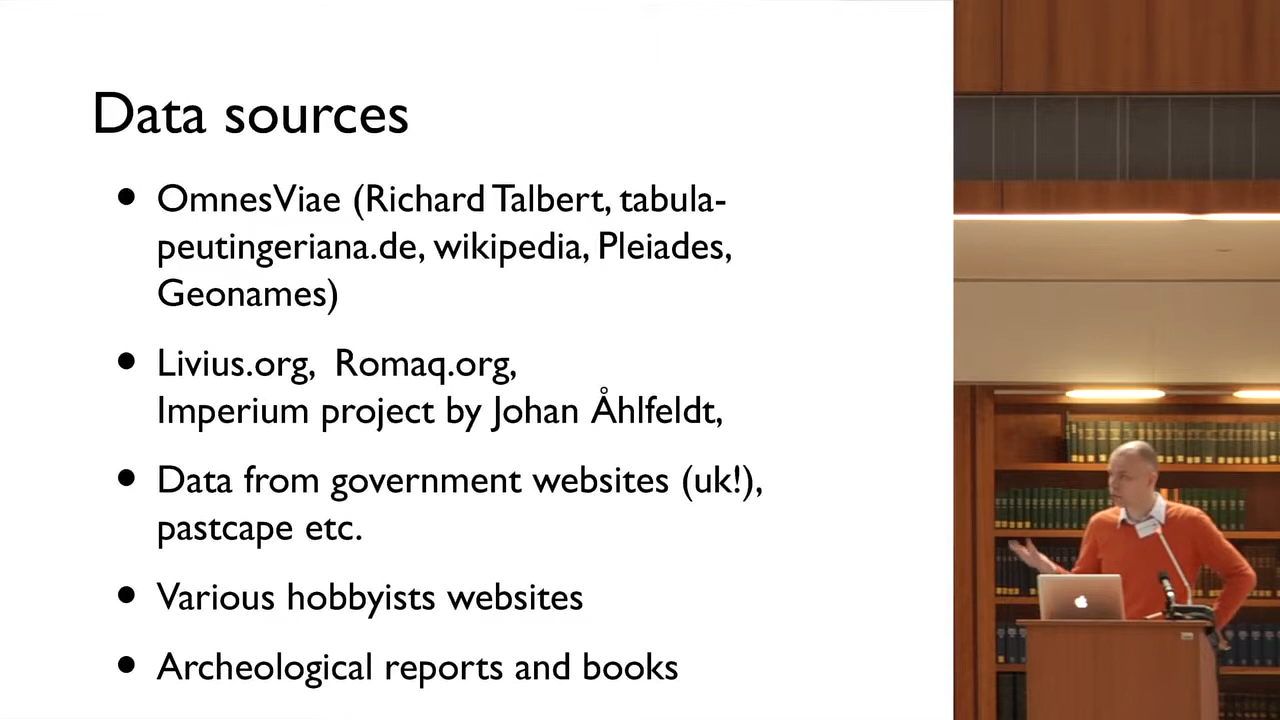 Data sources
• OmnesViae (Richard Talbert, tabula-
peutingeriana.de, wikipedia, Pleiades,
Geonames)
• Livius.org, Romaq.org,
Imperium project by Johan Åhlfeldt,
• Data from government websites (uk!),
pastcape etc.
• Various hobbyists websites
• Archeological reports and books